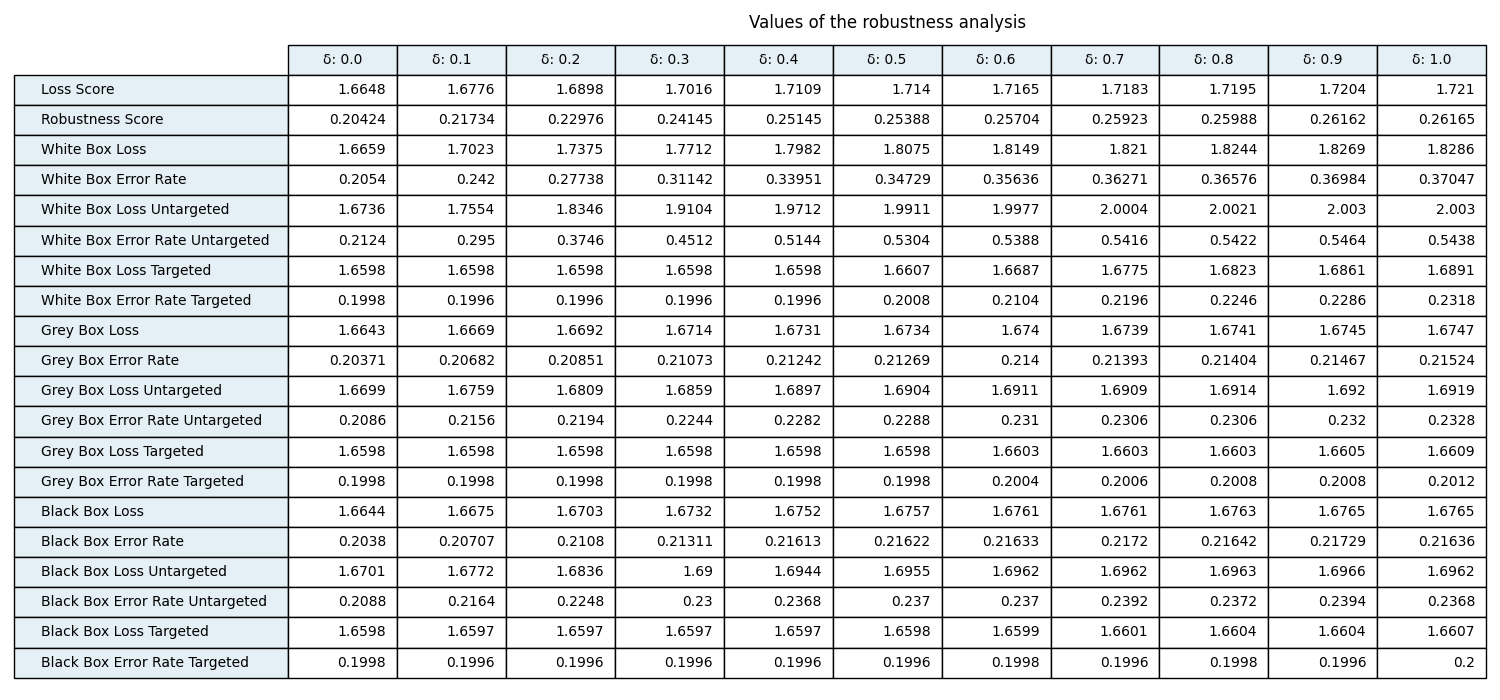 Values of the robustness analysis
δ: 0.0 δ: 0.1 δ: 0.2 δ: 0.3 δ: 0.4 δ: 0.5 δ: 0.6 δ: 0.7 δ: 0.8 δ: 0.9 δ: 1.0
Loss Score 1.6648 1.6776 1.6898 1.7016 1.7109 1.714 1.7165 1.7183 1.7195 1.7204 1.721
Robustness Score 0.20424 0.21734 0.22976 0.24145 0.25145 0.25388 0.25704 0.25923 0.25988 0.26162 0.26165
White Box Loss 1.6659 1.7023 1.7375 1.7712 1.7982 1.8075 1.8149 1.821 1.8244 1.8269 1.8286
White Box Error Rate 0.2054 0.242 0.27738 0.31142 0.33951 0.34729 0.35636 0.36271 0.36576 0.36984 0.37047
White Box Loss Untargeted 1.6736 1.7554 1.8346 1.9104 1.9712 1.9911 1.9977 2.0004 2.0021 2.003 2.003
White Box Error Rate Untargeted 0.2124 0.295 0.3746 0.4512 0.5144 0.5304 0.5388 0.5416 0.5422 0.5464 0.5438
White Box Loss Targeted 1.6598 1.6598 1.6598 1.6598 1.6598 1.6607 1.6687 1.6775 1.6823 1.6861 1.6891
White Box Error Rate Targeted 0.1998 0.1996 0.1996 0.1996 0.1996 0.2008 0.2104 0.2196 0.2246 0.2286 0.2318
Grey Box Loss 1.6643 1.6669 1.6692 1.6714 1.6731 1.6734 1.674 1.6739 1.6741 1.6745 1.6747
Grey Box Error Rate 0.20371 0.20682 0.20851 0.21073 0.21242 0.21269 0.214 0.21393 0.21404 0.21467 0.21524
Grey Box Loss Untargeted 1.6699 1.6759 1.6809 1.6859 1.6897 1.6904 1.6911 1.6909 1.6914 1.692 1.6919
Grey Box Error Rate Untargeted 0.2086 0.2156 0.2194 0.2244 0.2282 0.2288 0.231 0.2306 0.2306 0.232 0.2328
Grey Box Loss Targeted 1.6598 1.6598 1.6598 1.6598 1.6598 1.6598 1.6603 1.6603 1.6603 1.6605 1.6609
Grey Box Error Rate Targeted 0.1998 0.1998 0.1998 0.1998 0.1998 0.1998 0.2004 0.2006 0.2008 0.2008 0.2012
Black Box Loss 1.6644 1.6675 1.6703 1.6732 1.6752 1.6757 1.6761 1.6761 1.6763 1.6765 1.6765
Black Box Error Rate 0.2038 0.20707 0.2108 0.21311 0.21613 0.21622 0.21633 0.2172 0.21642 0.21729 0.21636
Black Box Loss Untargeted 1.6701 1.6772 1.6836 1.69 1.6944 1.6955 1.6962 1.6962 1.6963 1.6966 1.6962
Black Box Error Rate Untargeted 0.2088 0.2164 0.2248 0.23 0.2368 0.237 0.237 0.2392 0.2372 0.2394 0.2368
Black Box Loss Targeted 1.6598 1.6597 1.6597 1.6597 1.6597 1.6598 1.6599 1.6601 1.6604 1.6604 1.6607
Black Box Error Rate Targeted 0.1998 0.1996 0.1996 0.1996 0.1996 0.1996 0.1998 0.1996 0.1998 0.1996 0.2